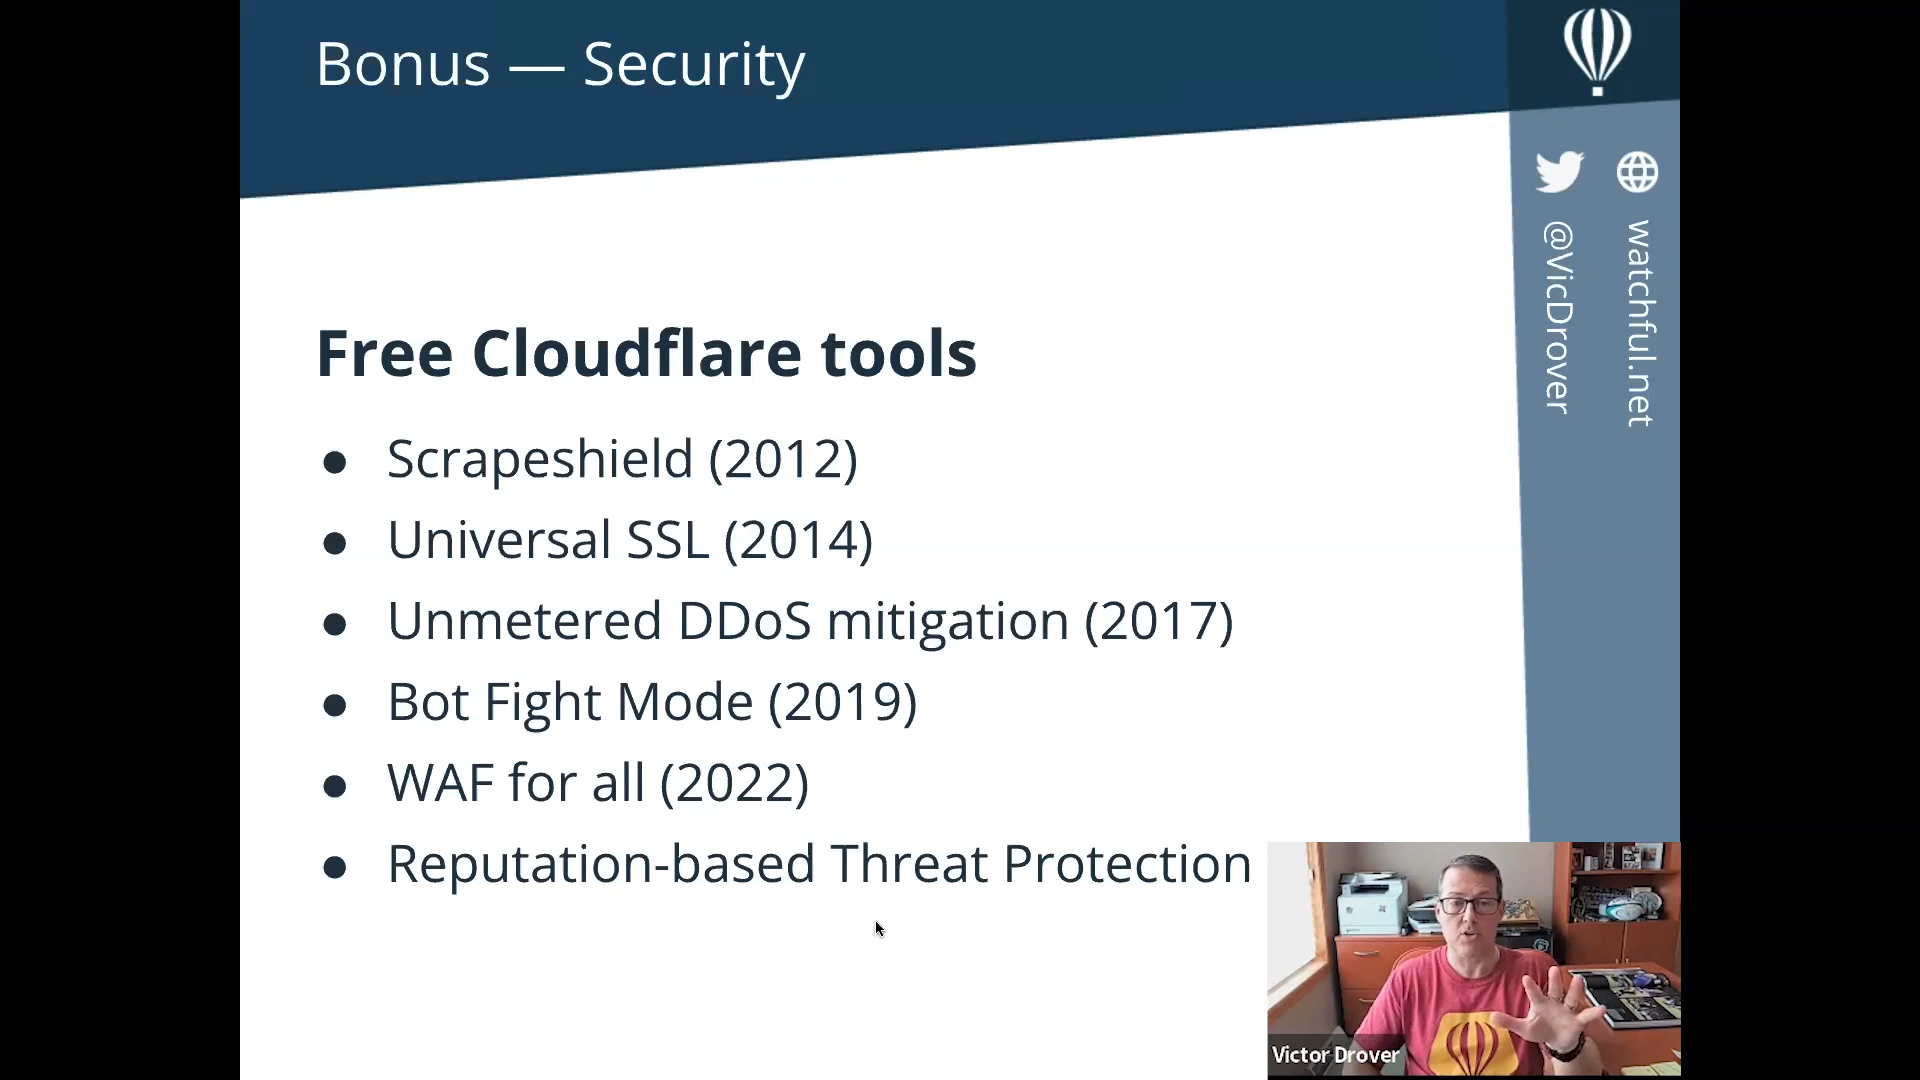 Bonus — Security
@VicDrover
watchful.net
Free Cloudflare tools
● Scrapeshield (2012)
● Universal SSL (2014)
● Unmetered DDoS mitigation (2017)
● Bot Fight Mode (2019)
● WAF for all (2022)
● Reputation-based Threat Protection
Victor Drover